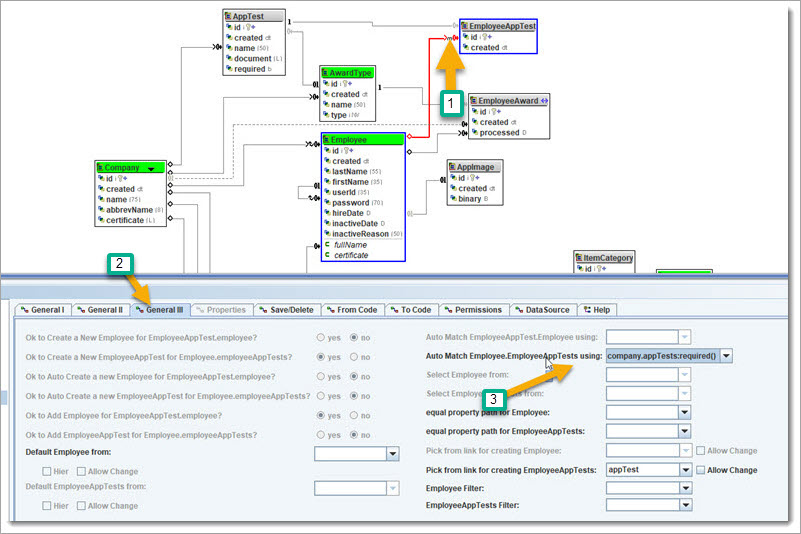 AppTest
id
created dt
name (50)
document (L)
required b
1
EmployeeAppTest
id
created dt
1
AwardType
id
created dt
name (50)
type (16)
1
EmployeeAward
id
created dt
processed D
Employee
id
created dt
lastName (55)
firstName (35)
userId (35)
password (70)
hireDate D
inactiveDate D
inactiveReason (50)
fullName
certificate
AppImage
id
created dt
binary B
Company
id
created dt
name (75)
abbrevName (8)
certificate (L)
ItemCategory
id
2
General I
General II
General III
Properties
Save/Delete
From Code
To Code
Permissions
DataSource
Help
Ok to Create a New Employee for EmployeeAppTest.employee? yes no
Ok to Create a New EmployeeAppTest for Employee.employeeAppTests? yes no
Ok to Auto Create a new Employee for EmployeeAppTest.employee? yes no
Ok to Auto Create a new EmployeeAppTest for Employee.employeeAppTests? yes no
Ok to Add Employee for EmployeeAppTest.employee? yes no
Ok to Add EmployeeAppTest for Employee.employeeAppTests? yes no
Default Employee from:
Hier Allow Change
Default EmployeeAppTests from:
Hier Allow Change
Auto Match EmployeeAppTest.Employee using:
Auto Match Employee.EmployeeAppTests using: company.appTests:required()
Select Employee from:
3
Select Employee ts from:
equal property path for Employee:
equal property path for EmployeeAppTests:
Pick from link for creating Employee: Allow Change
Pick from link for creating EmployeeAppTests: appTest Allow Change
Employee Filter:
EmployeeAppTests Filter: